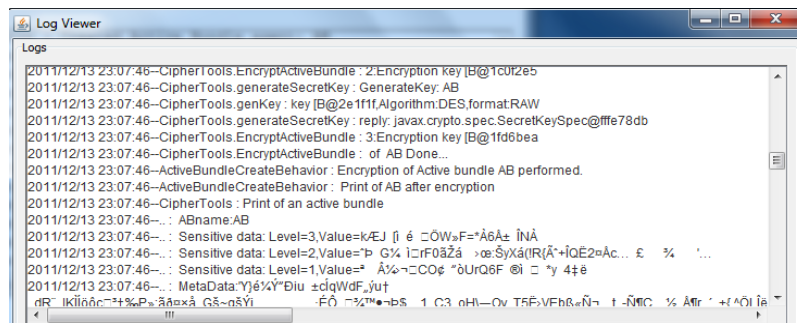 Log Viewer
Logs
2011/12/13 23:07:46--CipherTools.EncryptActiveBundle : 2:Encryption key [B@1c0f2e5
2011/12/13 23:07:46--CipherTools.generateSecretKey : GenerateKey: AB
2011/12/13 23:07:46--CipherTools.genKey : key [B@2e1f1f,Algorithm:DES,format:RAW
2011/12/13 23:07:46--CipherTools.generateSecretKey : reply: javax.crypto.spec.SecretKeySpec@fffe78db
2011/12/13 23:07:46--CipherTools.EncryptActiveBundle : 3:Encryption key [B@1fd6bea
2011/12/13 23:07:46--CipherTools.EncryptActiveBundle : of AB Done...
2011/12/13 23:07:46--ActiveBundleCreateBehavior : Encryption of Active bundle AB performed.
2011/12/13 23:07:46--ActiveBundleCreateBehavior : Print of AB after encryption
2011/12/13 23:07:46--CipherTools : Print of an active bundle
2011/12/13 23:07:46--.. : ABname:AB
2011/12/13 23:07:46--.. : Sensitive data: Level=3,Value=kÆJ [ì é □ÖW»F=*À6Å± ÎNÀ
2011/12/13 23:07:46--.. : Sensitive data: Level=2,Value=
2011/12/13 23:07:46--.. : Sensitive data: Level=1,Value=
2011/12/13 23:07:46--.. : MetaData: